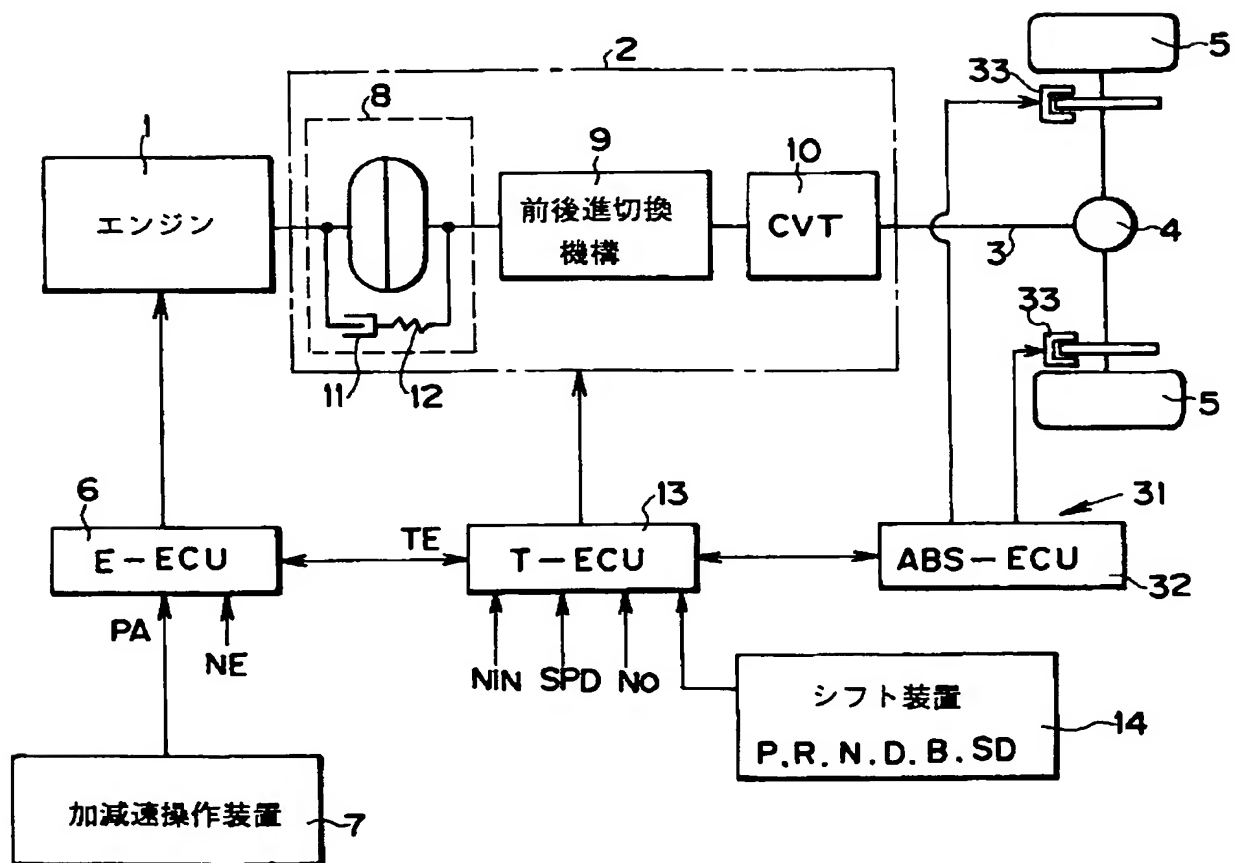 2
5
33
8
1
9
10
エンジン
前後進切換
機構
CVT
3
4
33
11
12
5
6
13
31
E-ECU
TE
T-ECU
ABS-ECU
32
PA
NE
NIN
SPD
NO
シフト装置
P.R.N.D.B.SD
14
加減速操作装置
7